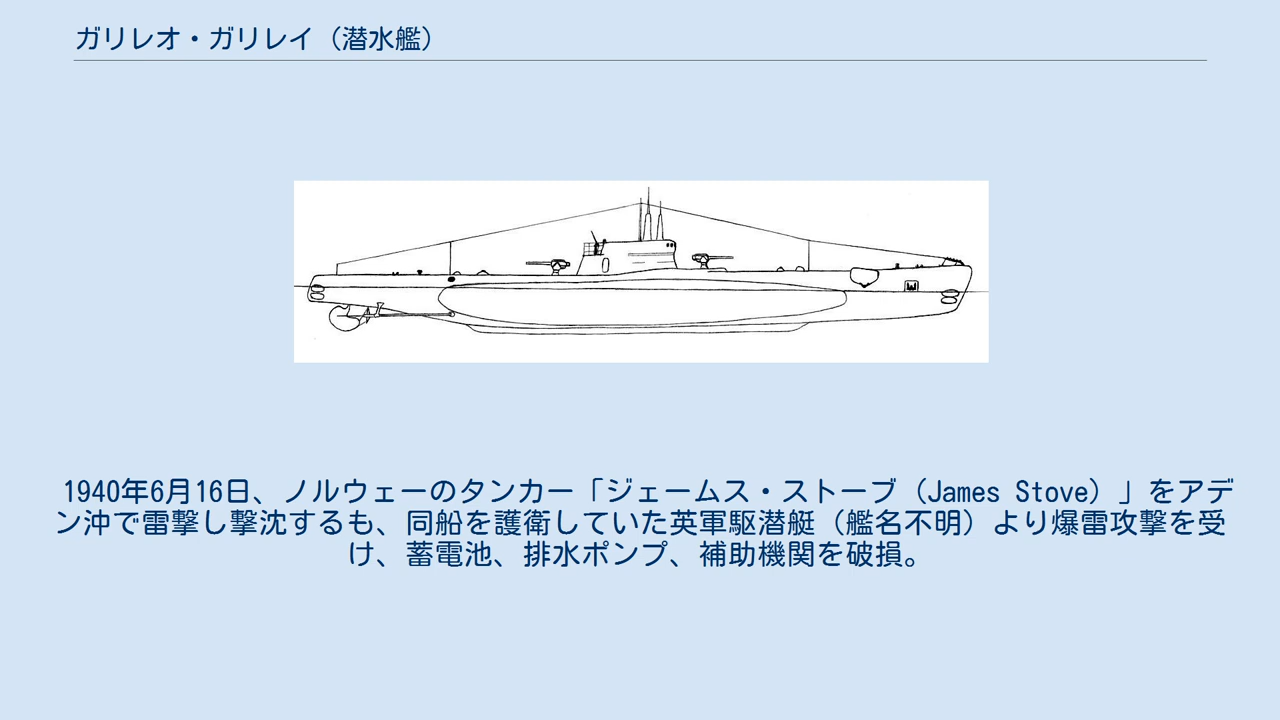 ガリレオ・ガリレイ（潜水艦）
1940年6月16日、ノルウェーのタンカー「ジェームス・ストーブ（James Stove）」をアデ
ン沖で雷撃し撃沈するも、同船を護衛していた英軍駆潜艇（艦名不明）より爆雷攻撃を受
け、蓄電池、排水ポンプ、補助機関を破損。